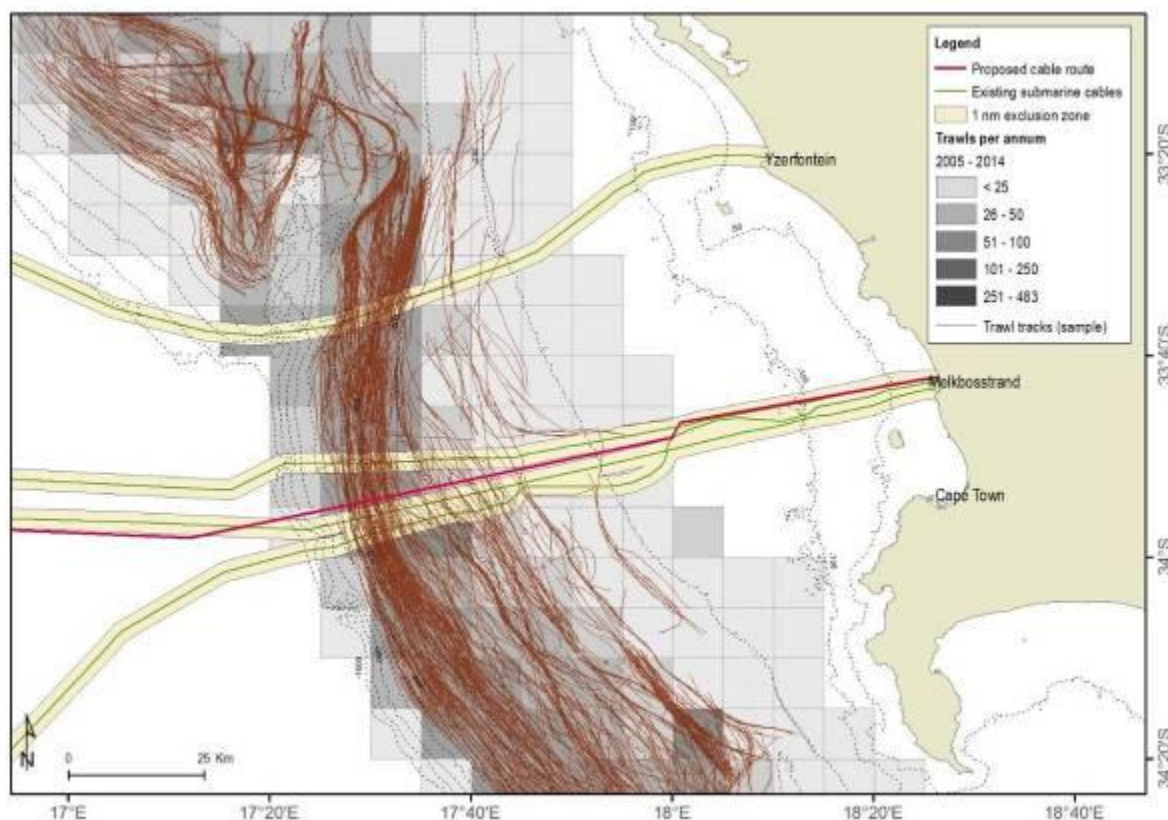 Legend
Proposed cable route
Existing submarine cables
1 nm exclusion zone
Trawls per annum
2005 - 2014
< 25
26 - 50
51 - 100
101 - 250
251 - 483
Trawl tracks (sample)
Yzerfontein
33°20'S
33°40'S
Melkbosstrand
Cape Town
34°S
34°20'S
N
0
25 Km
17°E
17°20'E
17°40'E
18°E
18°20'E
18°40'E